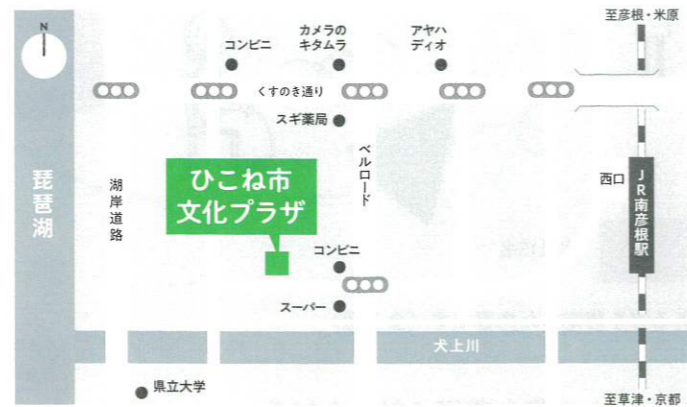 至彦根・米原
N
コンビニ
カメラの
キタムラ
アヤハ
ディオ
くすのき通り
スギ薬局
ベルロード
西口
JR南彦根駅
琵琶湖
湖岸道路
ひこね市
文化プラザ
コンビニ
スーパー
犬上川
県立大学
至草津・京都